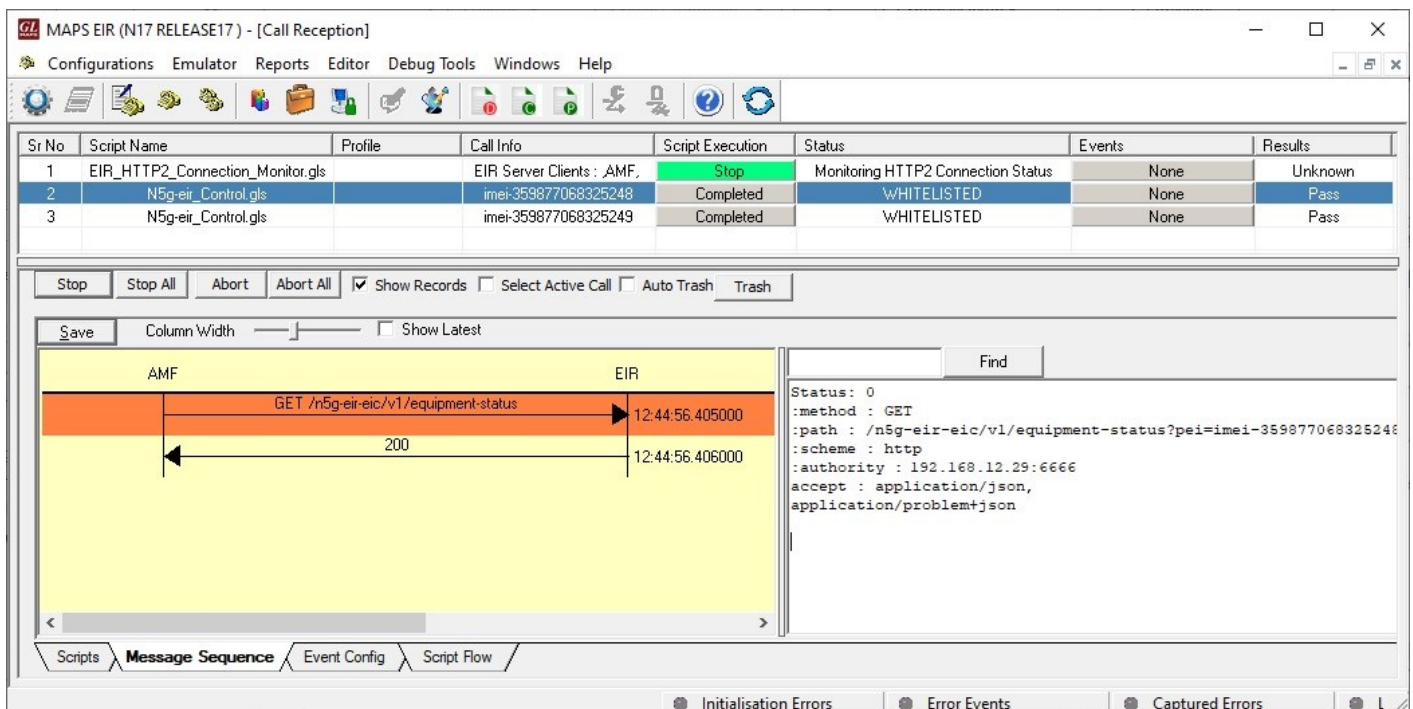 GL MAPS MAPS EIR (N17 RELEASE17 ) - [Call Reception]
Configurations Emulator Reports Editor Debug Tools Windows Help
Sr No Script Name Profile Call Info Script Execution Status Events Results
1 EIR_HTTP2_Connection_Monitor.gls EIR Server Clients : ,AMF, Stop Monitoring HTTP2 Connection Status None Unknown
2 N5g-eir_Control.gls imei-359877068325248 Completed WHITELISTED None Pass
3 N5g-eir_Control.gls imei-359877068325249 Completed WHITELISTED None Pass
Stop Stop All Abort Abort All Show Records Select Active Call Auto Trash Trash
Save Column Width Show Latest
Find
AMF EIR
GET /n5g-eir-eic/v1/equipment-status
12:44:56.405000
200
12:44:56.406000
Status: 0
:method : GET
:path : /n5g-eir-eic/v1/equipment-status?pei=imei-359877068325248
:scheme : http
:authority : 192.168.12.29:6666
accept : application/json,
application/problem+json
Scripts Message Sequence Event Config Script Flow
Initialisation Errors Error Events Captured Errors L